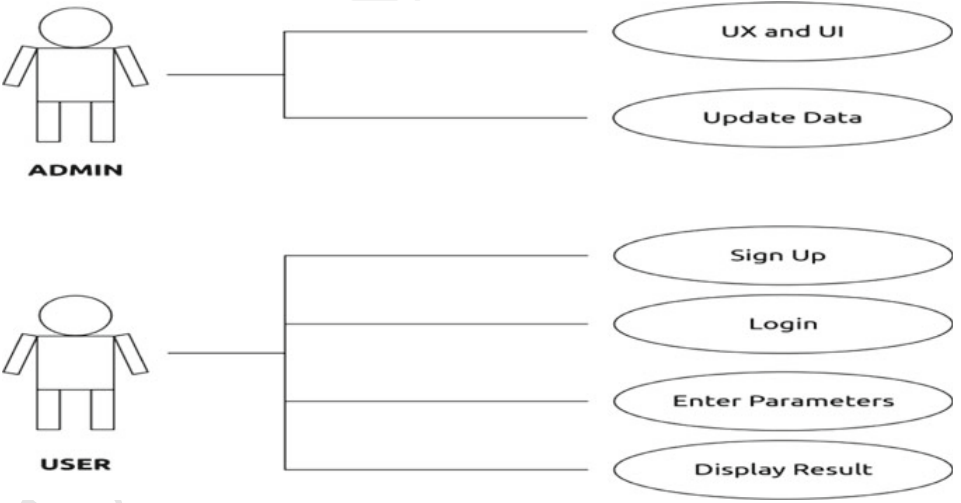 UX and UI
Update Data
ADMIN
Sign Up
Login
Enter Parameters
USER
Display Result